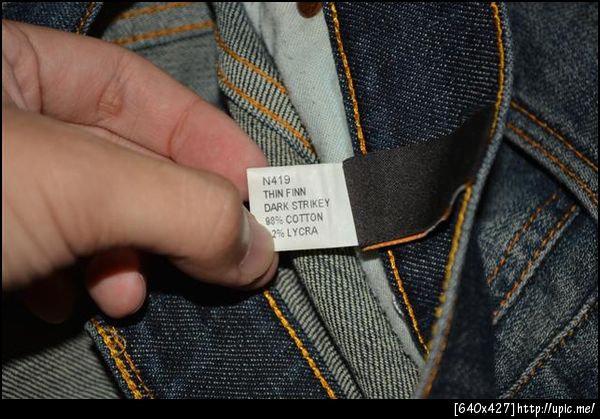 N419
THIN FINN
DARK STRIKEY
98% COTTON
2% LYCRA
[640x427]http://upic.me/